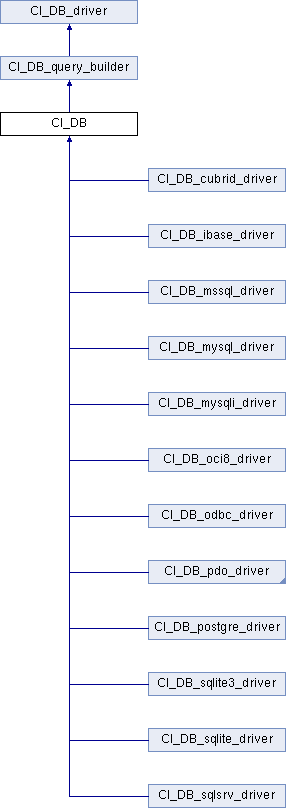 CI_DB_driver
CI_DB_query_builder
CI_DB
CI_DB_cubrid_driver
CI_DB_ibase_driver
CI_DB_mssql_driver
CI_DB_mysql_driver
CI_DB_mysqli_driver
CI_DB_oci8_driver
CI_DB_odbc_driver
CI_DB_pdo_driver
CI_DB_postgre_driver
CI_DB_sqlite3_driver
CI_DB_sqlite_driver
CI_DB_sqlsrv_driver